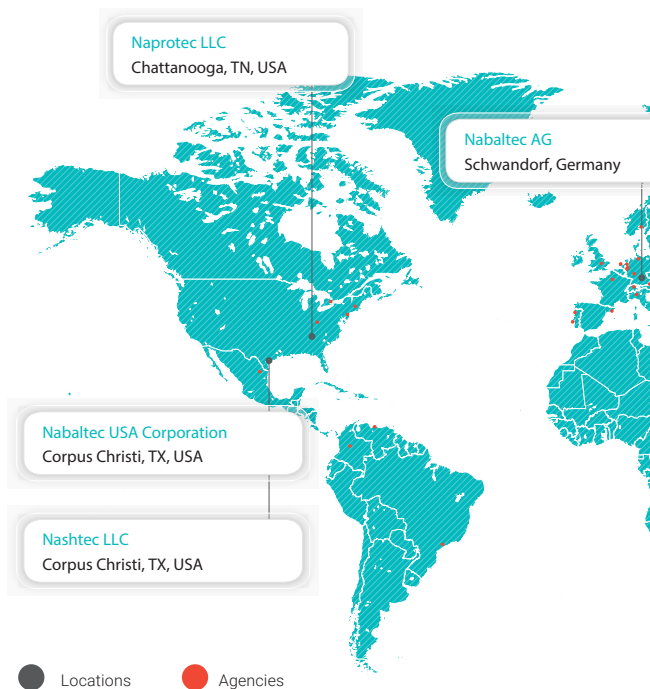 Naprotec LLC
Chattanooga, TN, USA
Nabaltec AG
Schwandorf, Germany
Nabaltec USA Corporation
Corpus Christi, TX, USA
Nashtec LLC
Corpus Christi, TX, USA
Locations
Agencies